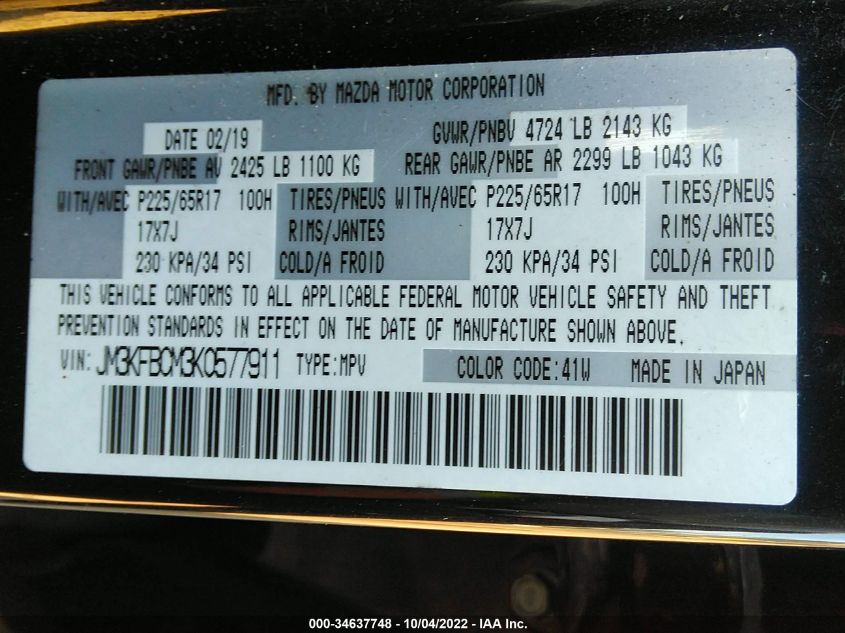 MFD. BY MAZDA MOTOR CORPORATION
DATE 02/19 GVWR/PNBV 4724 LB 2143 KG
FRONT GAWR/PNBE AV 2425 LB 1100 KG REAR GAWR/PNBE AR 2299 LB 1043 KG
WITH/AVEC P225/65R17 100H TIRES/PNEUS WITH/AVEC P225/65R17 100H TIRES/PNEUS
17X7J RIMS/JANTES 17X7J RIMS/JANTES
230 KPA/34 PSI COLD/A FROID 230 KPA/34 PSI COLD/A FROID
THIS VEHICLE CONFORMS TO ALL APPLICABLE FEDERAL MOTOR VEHICLE SAFETY AND THEFT
PREVENTION STANDARDS IN EFFECT ON THE DATE OF MANUFACTURE SHOWN ABOVE.
VIN: JM3KFBCM3K0577911 TYPE:MPV COLOR CODE:41W MADE IN JAPAN
000-34637748 - 10/04/2022 - IAA Inc.